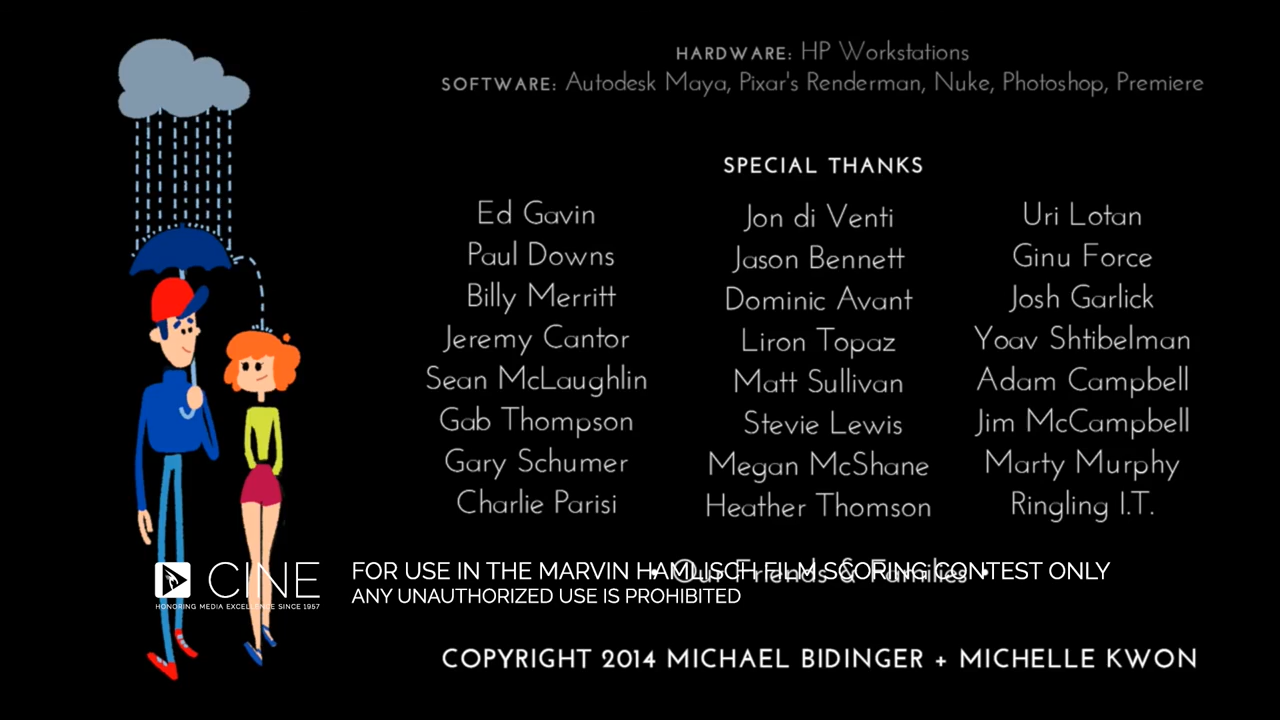 HARDWARE: HP Workstations
SOFTWARE: Autodesk Maya, Pixar's Renderman, Nuke, Photoshop, Premiere
SPECIAL THANKS
Ed Gavin
Paul Downs
Billy Merritt
Jeremy Cantor
Sean McLaughlin
Gab Thompson
Gary Schumer
Charlie Parisi
Jon di Venti
Jason Bennett
Dominic Avant
Liron Topaz
Matt Sullivan
Stevie Lewis
Megan McShane
Heather Thomson
Uri Lotan
Ginu Force
Josh Garlick
Yoav Shtibelman
Adam Campbell
Jim McCampbell
Marty Murphy
Ringling I.T.
• Our Friends & Families •
CINE
HONORING MEDIA EXCELLENCE SINCE 1957
FOR USE IN THE MARVIN HAMLISCH FILM SCORING CONTEST ONLY
ANY UNAUTHORIZED USE IS PROHIBITED
COPYRIGHT 2014 MICHAEL BIDINGER + MICHELLE KWON